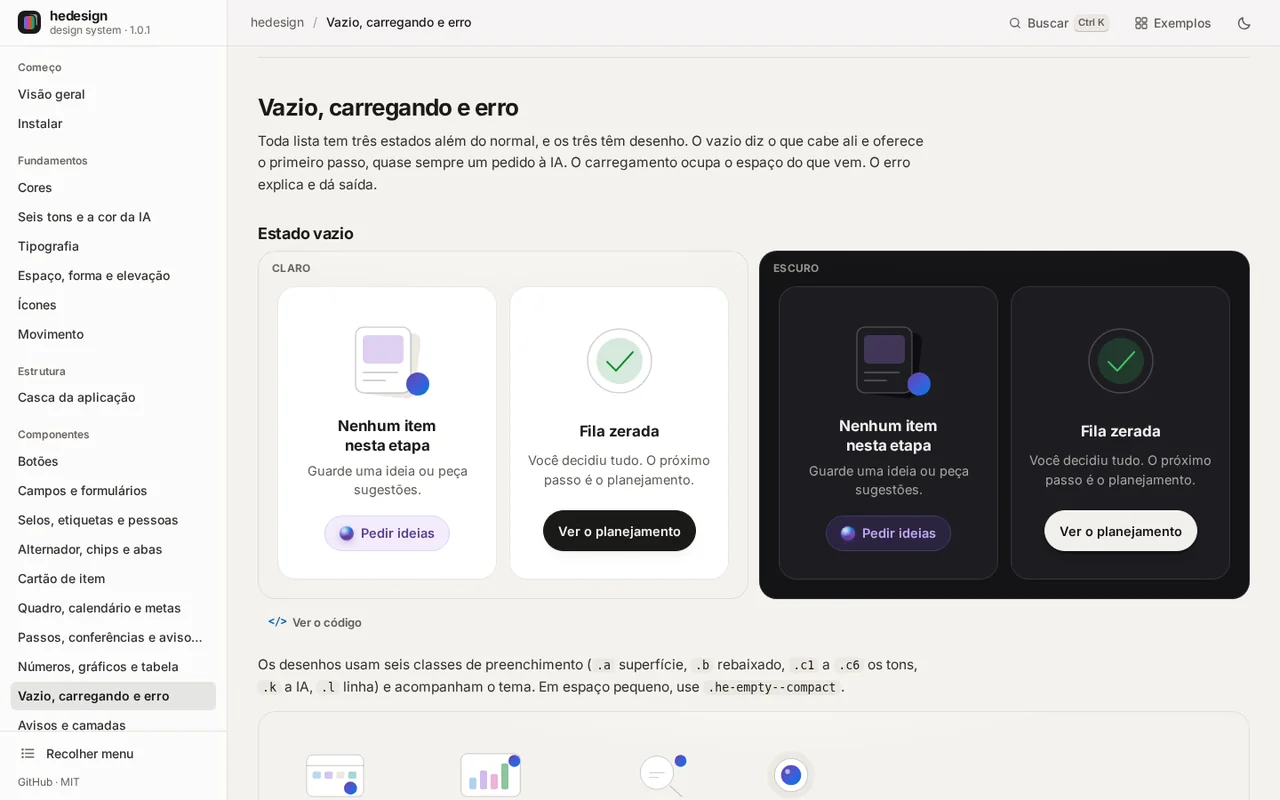 hedesign
design system · 1.0.1
hedesign / Vazio, carregando e erro
Buscar Ctrl K
Exemplos
Começo
Visão geral
Instalar
Fundamentos
Cores
Seis tons e a cor da IA
Tipografia
Espaço, forma e elevação
Ícones
Movimento
Estrutura
Casca da aplicação
Componentes
Botões
Campos e formulários
Selos, etiquetas e pessoas
Alternador, chips e abas
Cartão de item
Quadro, calendário e metas
Passos, conferências e aviso...
Números, gráficos e tabela
Vazio, carregando e erro
Avisos e camadas
Recolher menu
GitHub · MIT
Vazio, carregando e erro
Toda lista tem três estados além do normal, e os três têm desenho. O vazio diz o que cabe ali e oferece
o primeiro passo, quase sempre um pedido à IA. O carregamento ocupa o espaço do que vem. O erro
explica e dá saída.
Estado vazio
CLARO
Nenhum item
nesta etapa
Guarde uma ideia ou peça
sugestões.
Pedir ideias
Fila zerada
Você decidiu tudo. O próximo
passo é o planejamento.
Ver o planejamento
ESCURO
Nenhum item
nesta etapa
Guarde uma ideia ou peça
sugestões.
Pedir ideias
Fila zerada
Você decidiu tudo. O próximo
passo é o planejamento.
Ver o planejamento
</> Ver o código
Os desenhos usam seis classes de preenchimento ( .a superfície, .b rebaixado, .c1 a .c6 os tons,
.k a IA, .l linha) e acompanham o tema. Em espaço pequeno, use .he-empty--compact.